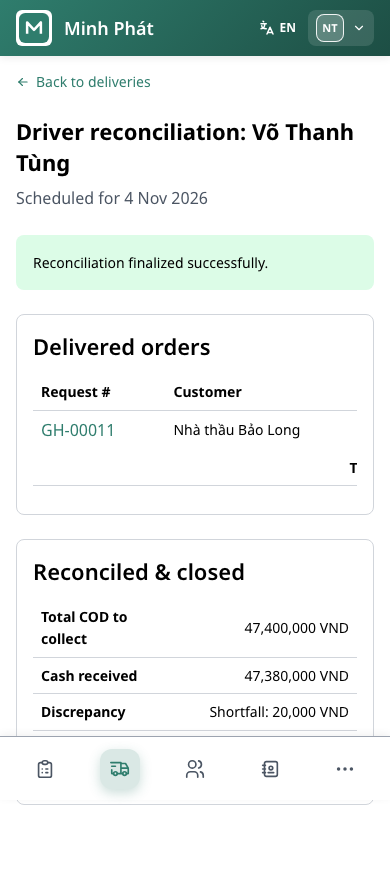 Minh Phát
EN
NT
Back to deliveries
Driver reconciliation: Võ Thanh
Tùng
Scheduled for 4 Nov 2026
Reconciliation finalized successfully.
Delivered orders
Request # Customer
GH-00011 Nhà thầu Bảo Long
T
Reconciled & closed
Total COD to
collect
47,400,000 VND
Cash received 47,380,000 VND
Discrepancy Shortfall: 20,000 VND